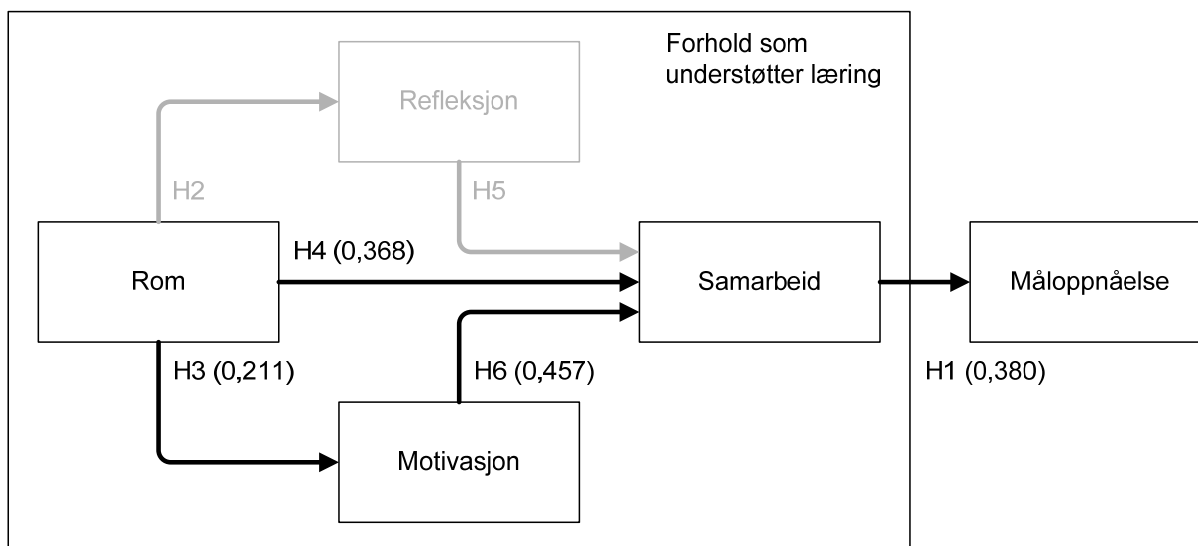 Forhold som
understøtter læring
Refleksjon
H2
H5
Rom
H4 (0,368)
Samarbeid
Måloppnåelse
H3 (0,211)
H6 (0,457)
H1 (0,380)
Motivasjon